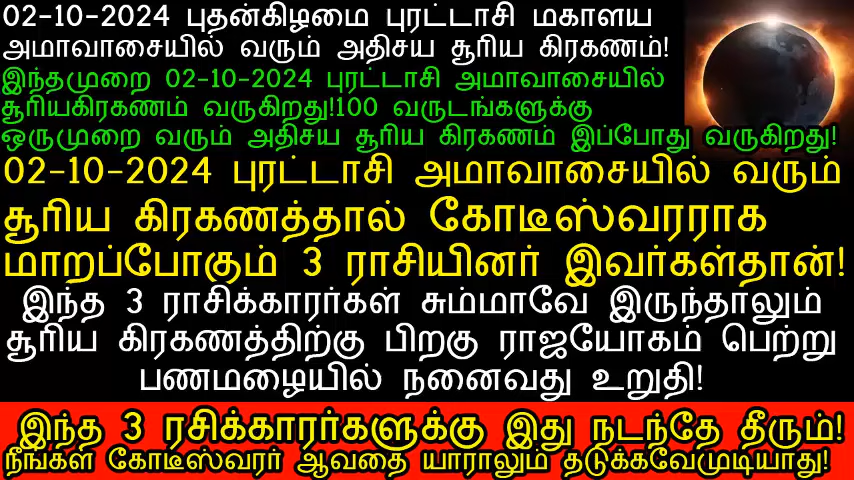 02-10-2024 புதன்கிழமை புரட்டாசி மகாளய
அமாவாசையில் வரும் அதிசய சூரிய கிரகணம்!
இந்தமுறை 02-10-2024 புரட்டாசி அமாவாசையில்
சூரியகிரகணம் வருகிறது!100 வருடங்களுக்கு
ஒருமுறை வரும் அதிசய சூரிய கிரகணம் இப்போது வருகிறது!
02-10-2024 புரட்டாசி அமாவாசையில் வரும்
சூரிய கிரகணத்தால் கோடீஸ்வரராக
மாறப்போகும் 3 ராசியினர் இவர்கள்தான்!
இந்த 3 ராசிக்காரர்கள் சும்மாவே இருந்தாலும்
சூரிய கிரகணத்திற்கு பிறகு ராஜயோகம் பெற்று
பணமழையில் நனைவது உறுதி!
இந்த 3 ரசிக்காரர்களுக்கு இது நடந்தே தீரும்!
நீங்கள் கோடீஸ்வரர் ஆவதை யாராலும் தடுக்கவேமுடியாது!